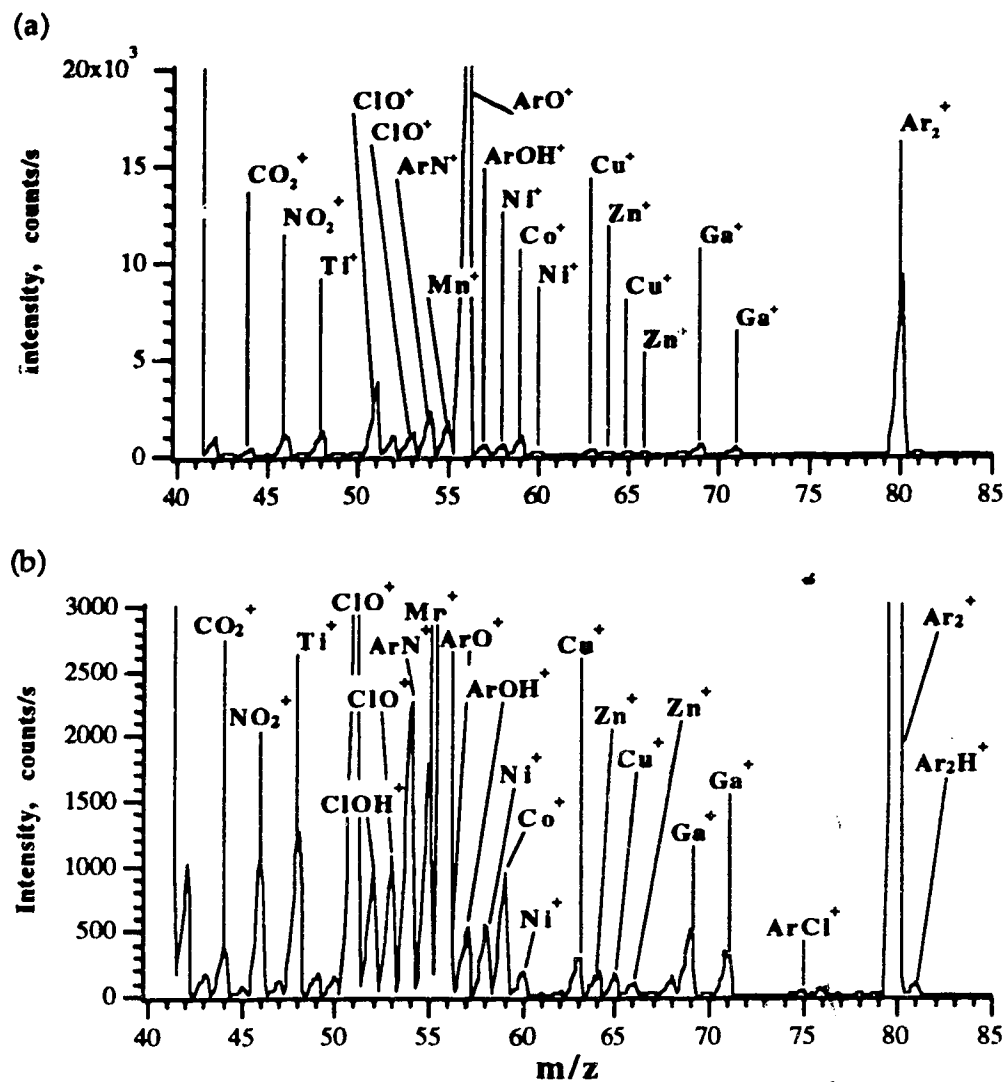 (a)
20x10³
15
10
5
0
intensity, counts/s
ClO⁺
ClO⁺
ArN⁺
ArO⁺
Ar₂⁺
CO₂⁺
NO₂⁺
Ti⁺
Mn⁺
ArOH⁺
Ni⁺
Co⁺
Ni⁺
Cu⁺
Zn⁺
Cu⁺
Zn⁺
Ga⁺
Ga⁺
40 45 50 55 60 65 70 75 80 85
(b)
3000
2500
2000
1500
1000
500
0
Intensity, counts/s
CO₂⁺
NO₂⁺
Ti⁺
ClO⁺
ClO⁺
ClOH⁺
ArN⁺
Mn⁺
ArO⁺
ArOH⁺
Ni⁺
Co⁺
Ni⁺
Cu⁺
Zn⁺
Cu⁺
Zn⁺
Ga⁺
Ga⁺
ArCl⁺
Ar₂⁺
Ar₂H⁺
40 45 50 55 60 65 70 75 80 85
m/z